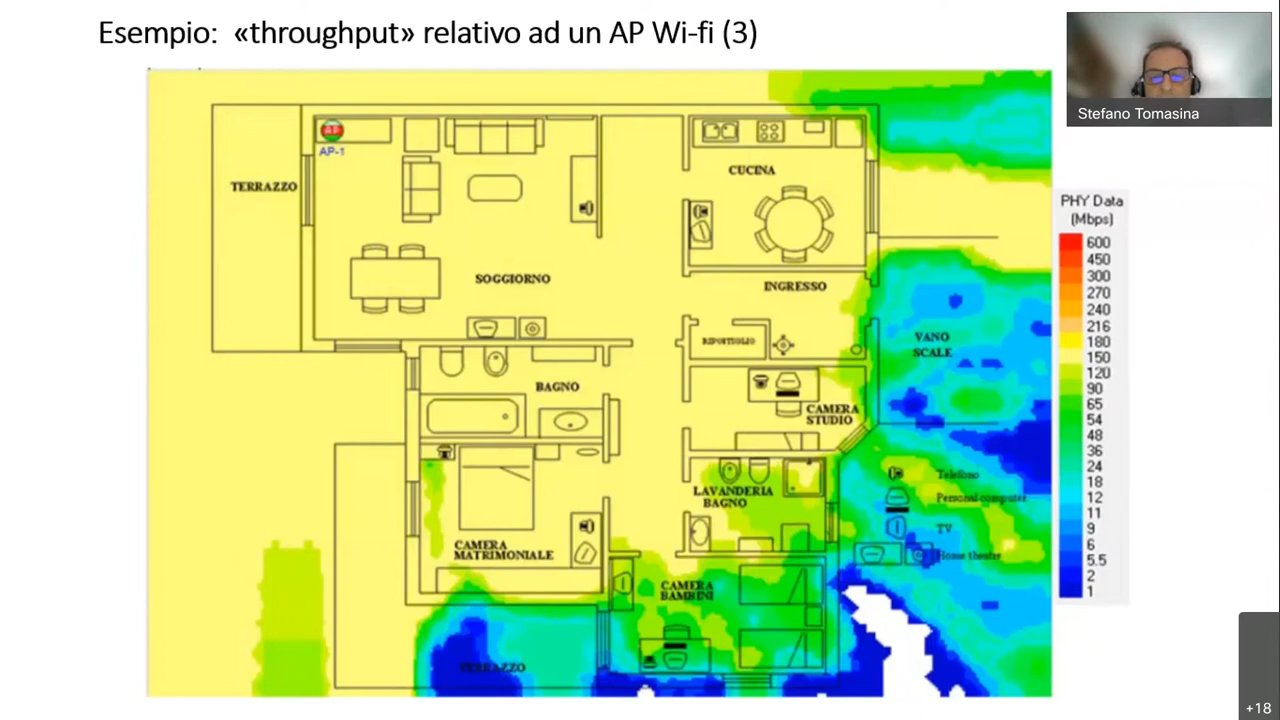 Esempio: «throughput» relativo ad un AP Wi-fi (3)
Stefano Tomasina
AP
AP-1
TERRAZZO
CUCINA
SOGGIORNO
INGRESSO
RIPOSTIGLIO
VANO
SCALE
BAGNO
CAMERA
STUDIO
LAVANDERIA
BAGNO
CAMERA
MATRIMONIALE
CAMERA
BAMBINI
TERRAZZO
Telefono
Personal computer
TV
Home theater
PHY Data
(Mbps)
600
450
300
270
240
216
180
150
120
90
65
54
48
36
24
18
12
11
9
6
5.5
2
1
+18